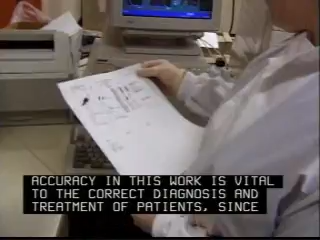 ACCURACY IN THIS WORK IS VITAL
TO THE CORRECT DIAGNOSIS AND
TREATMENT OF PATIENTS, SINCE